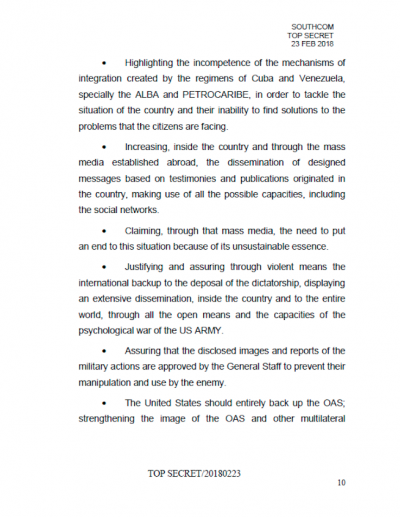 SOUTHCOM
TOP SECRET
23 FEB 2018
• Highlighting the incompetence of the mechanisms of
integration created by the regimens of Cuba and Venezuela,
specially the ALBA and PETROCARIBE, in order to tackle the
situation of the country and their inability to find solutions to the
problems that the citizens are facing.
• Increasing, inside the country and through the mass
media established abroad, the dissemination of designed
messages based on testimonies and publications originated in
the country, making use of all the possible capacities, including
the social networks.
• Claiming, through that mass media, the need to put
an end to this situation because of its unsustainable essence.
• Justifying and assuring through violent means the
international backup to the deposal of the dictatorship, displaying
an extensive dissemination, inside the country and to the entire
world, through all the open means and the capacities of the
psychological war of the US ARMY.
• Assuring that the disclosed images and reports of the
military actions are approved by the General Staff to prevent their
manipulation and use by the enemy.
• The United States should entirely back up the OAS;
strengthening the image of the OAS and other multilateral
TOP SECRET/20180223
10